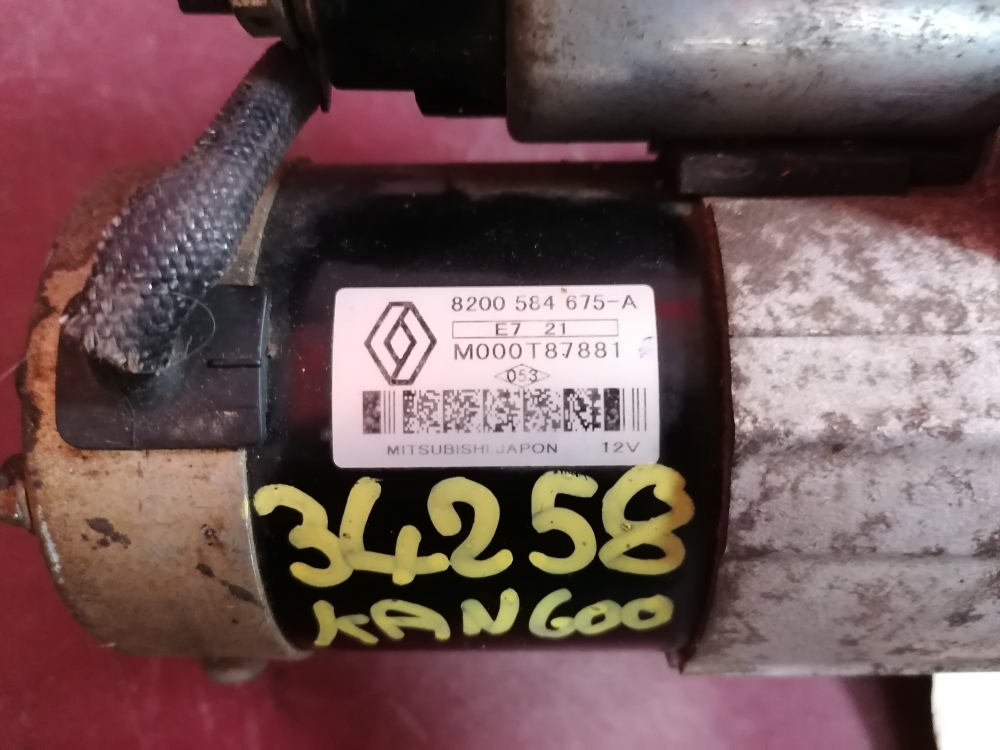 8200 584 675-A
E7 21
M000T87881
053
MITSUBISHI.JAPON 12V
34258
KANGOO